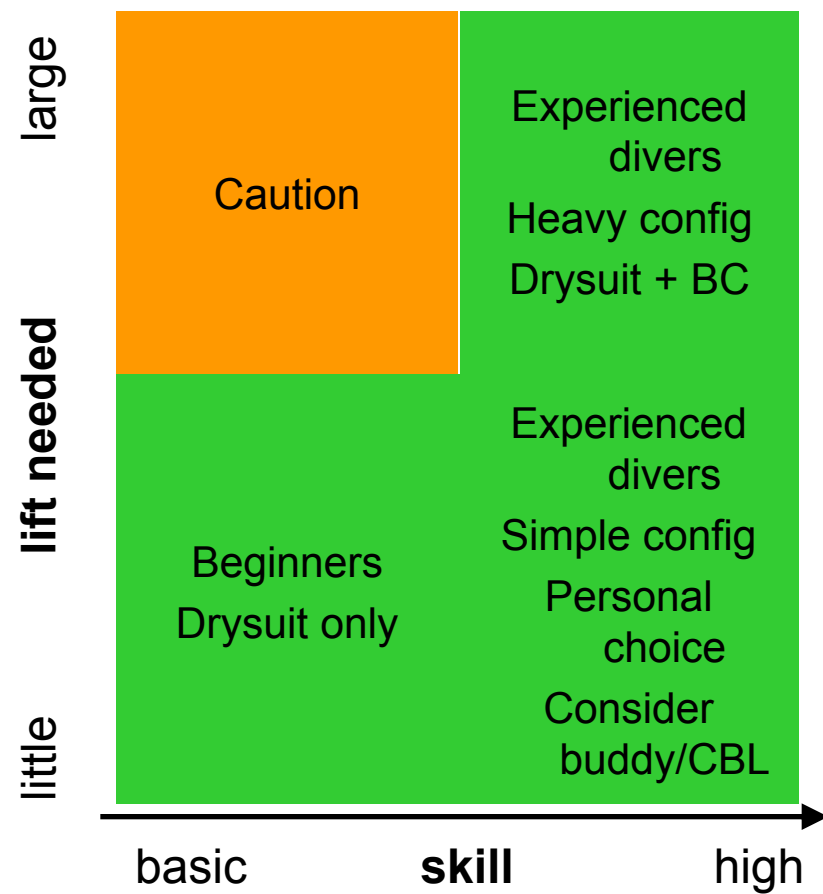 large
Caution
Experienced
divers
Heavy config
Drysuit + BC
lift needed
Beginners
Drysuit only
Experienced
divers
Simple config
Personal
choice
Consider
buddy/CBL
little
basic
skill
high